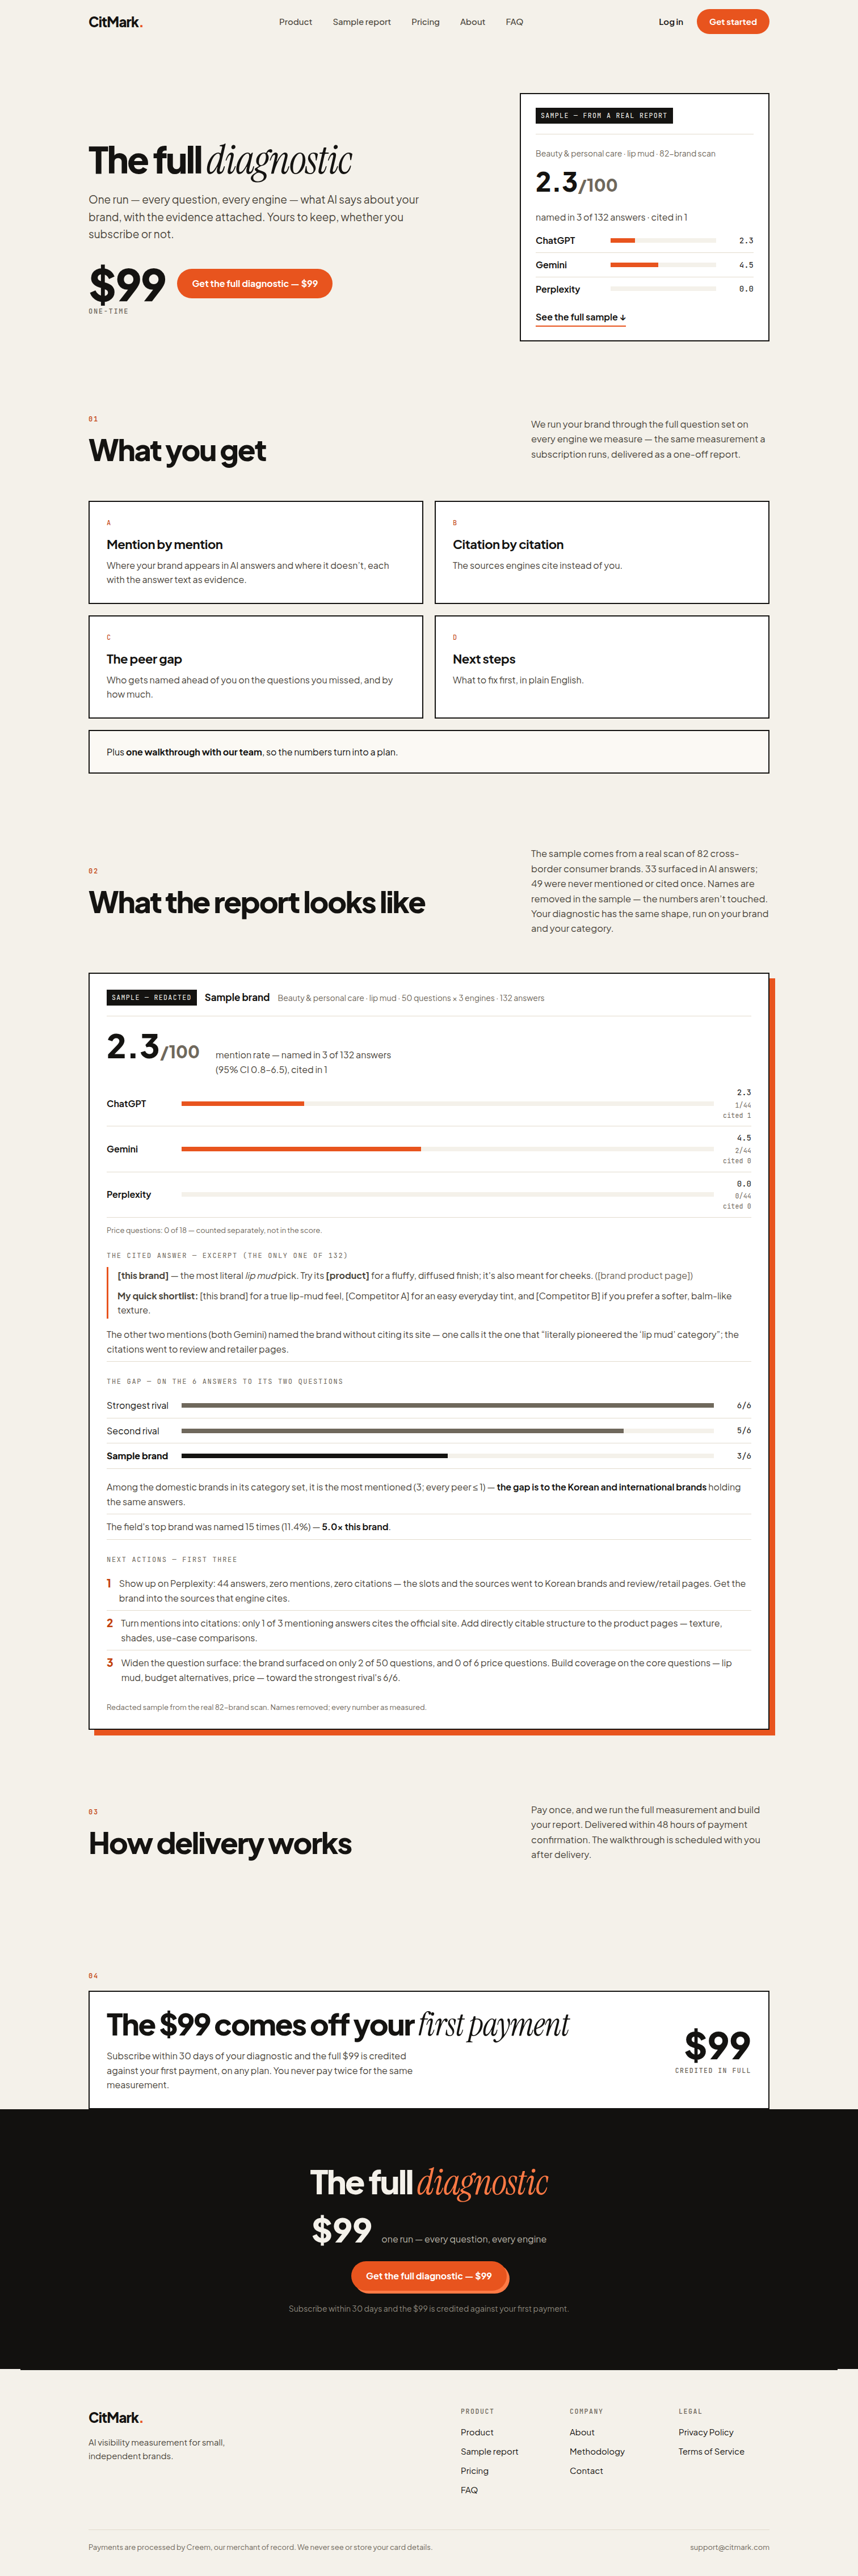 CitMark.
Product
Sample report
Pricing
About
FAQ
Log in
Get started
The full diagnostic
One run — every question, every engine — what AI says about your
brand, with the evidence attached. Yours to keep, whether you
subscribe or not.
$99
ONE-TIME
Get the full diagnostic — $99
SAMPLE — FROM A REAL REPORT
Beauty & personal care · lip mud · 82-brand scan
2.3/100
named in 3 of 132 answers · cited in 1
ChatGPT 2.3
Gemini 4.5
Perplexity 0.0
See the full sample ↓
01
What you get
We run your brand through the full question set on
every engine we measure — the same measurement a
subscription runs, delivered as a one-off report.
A
Mention by mention
Where your brand appears in AI answers and where it doesn't, each
with the answer text as evidence.
B
Citation by citation
The sources engines cite instead of you.
C
The peer gap
Who gets named ahead of you on the questions you missed, and by
how much.
D
Next steps
What to fix first, in plain English.
Plus one walkthrough with our team, so the numbers turn into a plan.
02
What the report looks like
The sample comes from a real scan of 82 cross-
border consumer brands. 33 surfaced in AI answers;
49 were never mentioned or cited once. Names are
removed in the sample — the numbers aren't touched.
Your diagnostic has the same shape, run on your brand
and your category.
SAMPLE — REDACTED Sample brand Beauty & personal care · lip mud · 50 questions × 3 engines · 132 answers
2.3/100
mention rate — named in 3 of 132 answers
(95% CI 0.8–6.5), cited in 1
ChatGPT
2.3
1/44
cited 1
Gemini
4.5
2/44
cited 0
Perplexity
0.0
0/44
cited 0
Price questions: 0 of 18 — counted separately, not in the score.
THE CITED ANSWER — EXCERPT (THE ONLY ONE OF 132)
[this brand] — the most literal lip mud pick. Try its [product] for a fluffy, diffused finish; it's also meant for cheeks. ([brand product page])
My quick shortlist: [this brand] for a true lip-mud feel, [Competitor A] for an easy everyday tint, and [Competitor B] if you prefer a softer, balm-like
texture.
The other two mentions (both Gemini) named the brand without citing its site — one calls it the one that "literally pioneered the 'lip mud' category"; the
citations went to review and retailer pages.
THE GAP — ON THE 6 ANSWERS TO ITS TWO QUESTIONS
Strongest rival 6/6
Second rival 5/6
Sample brand 3/6
Among the domestic brands in its category set, it is the most mentioned (3; every peer ≤ 1) — the gap is to the Korean and international brands holding
the same answers.
The field's top brand was named 15 times (11.4%) — 5.0× this brand.
NEXT ACTIONS — FIRST THREE
1 Show up on Perplexity: 44 answers, zero mentions, zero citations — the slots and the sources went to Korean brands and review/retail pages. Get the
brand into the sources that engine cites.
2 Turn mentions into citations: only 1 of 3 mentioning answers cites the official site. Add directly citable structure to the product pages — texture,
shades, use-case comparisons.
3 Widen the question surface: the brand surfaced on only 2 of 50 questions, and 0 of 6 price questions. Build coverage on the core questions — lip
mud, budget alternatives, price — toward the strongest rival's 6/6.
Redacted sample from the real 82-brand scan. Names removed; every number as measured.
03
How delivery works
Pay once, and we run the full measurement and build
your report. Delivered within 48 hours of payment
confirmation. The walkthrough is scheduled with you
after delivery.
04
The $99 comes off your first payment
Subscribe within 30 days of your diagnostic and the full $99 is credited
against your first payment, on any plan. You never pay twice for the same
measurement.
$99
CREDITED IN FULL
The full diagnostic
$99 one run — every question, every engine
Get the full diagnostic — $99
Subscribe within 30 days and the $99 is credited against your first payment.
CitMark.
AI visibility measurement for small,
independent brands.
PRODUCT
Product
Sample report
Pricing
FAQ
COMPANY
About
Methodology
Contact
LEGAL
Privacy Policy
Terms of Service
Payments are processed by Creem, our merchant of record. We never see or store your card details.
support@citmark.com